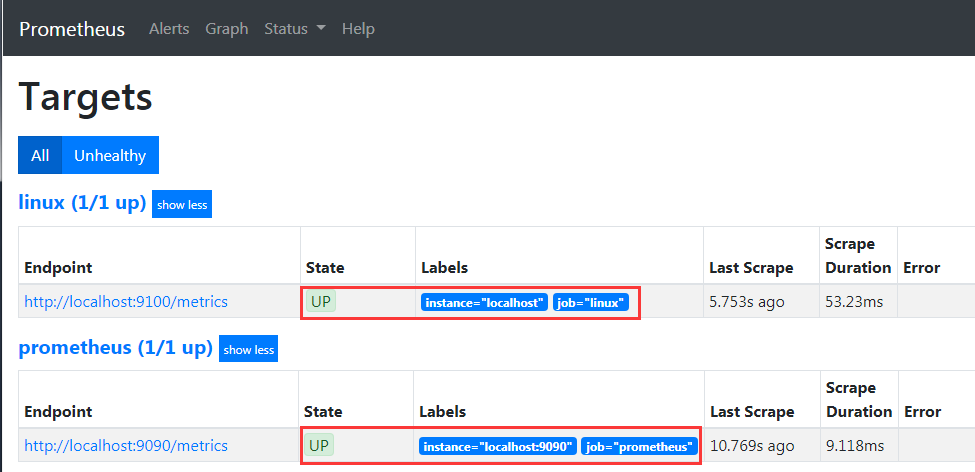 Prometheus Alerts Graph Status Help
Targets
All Unhealthy
linux (1/1 up) show less
Endpoint State Labels Last Scrape Scrape Duration Error
http://localhost:9100/metrics UP instance="localhost" job="linux" 5.753s ago 53.23ms
prometheus (1/1 up) show less
Endpoint State Labels Last Scrape Scrape Duration Error
http://localhost:9090/metrics UP instance="localhost:9090" job="prometheus" 10.769s ago 9.118ms